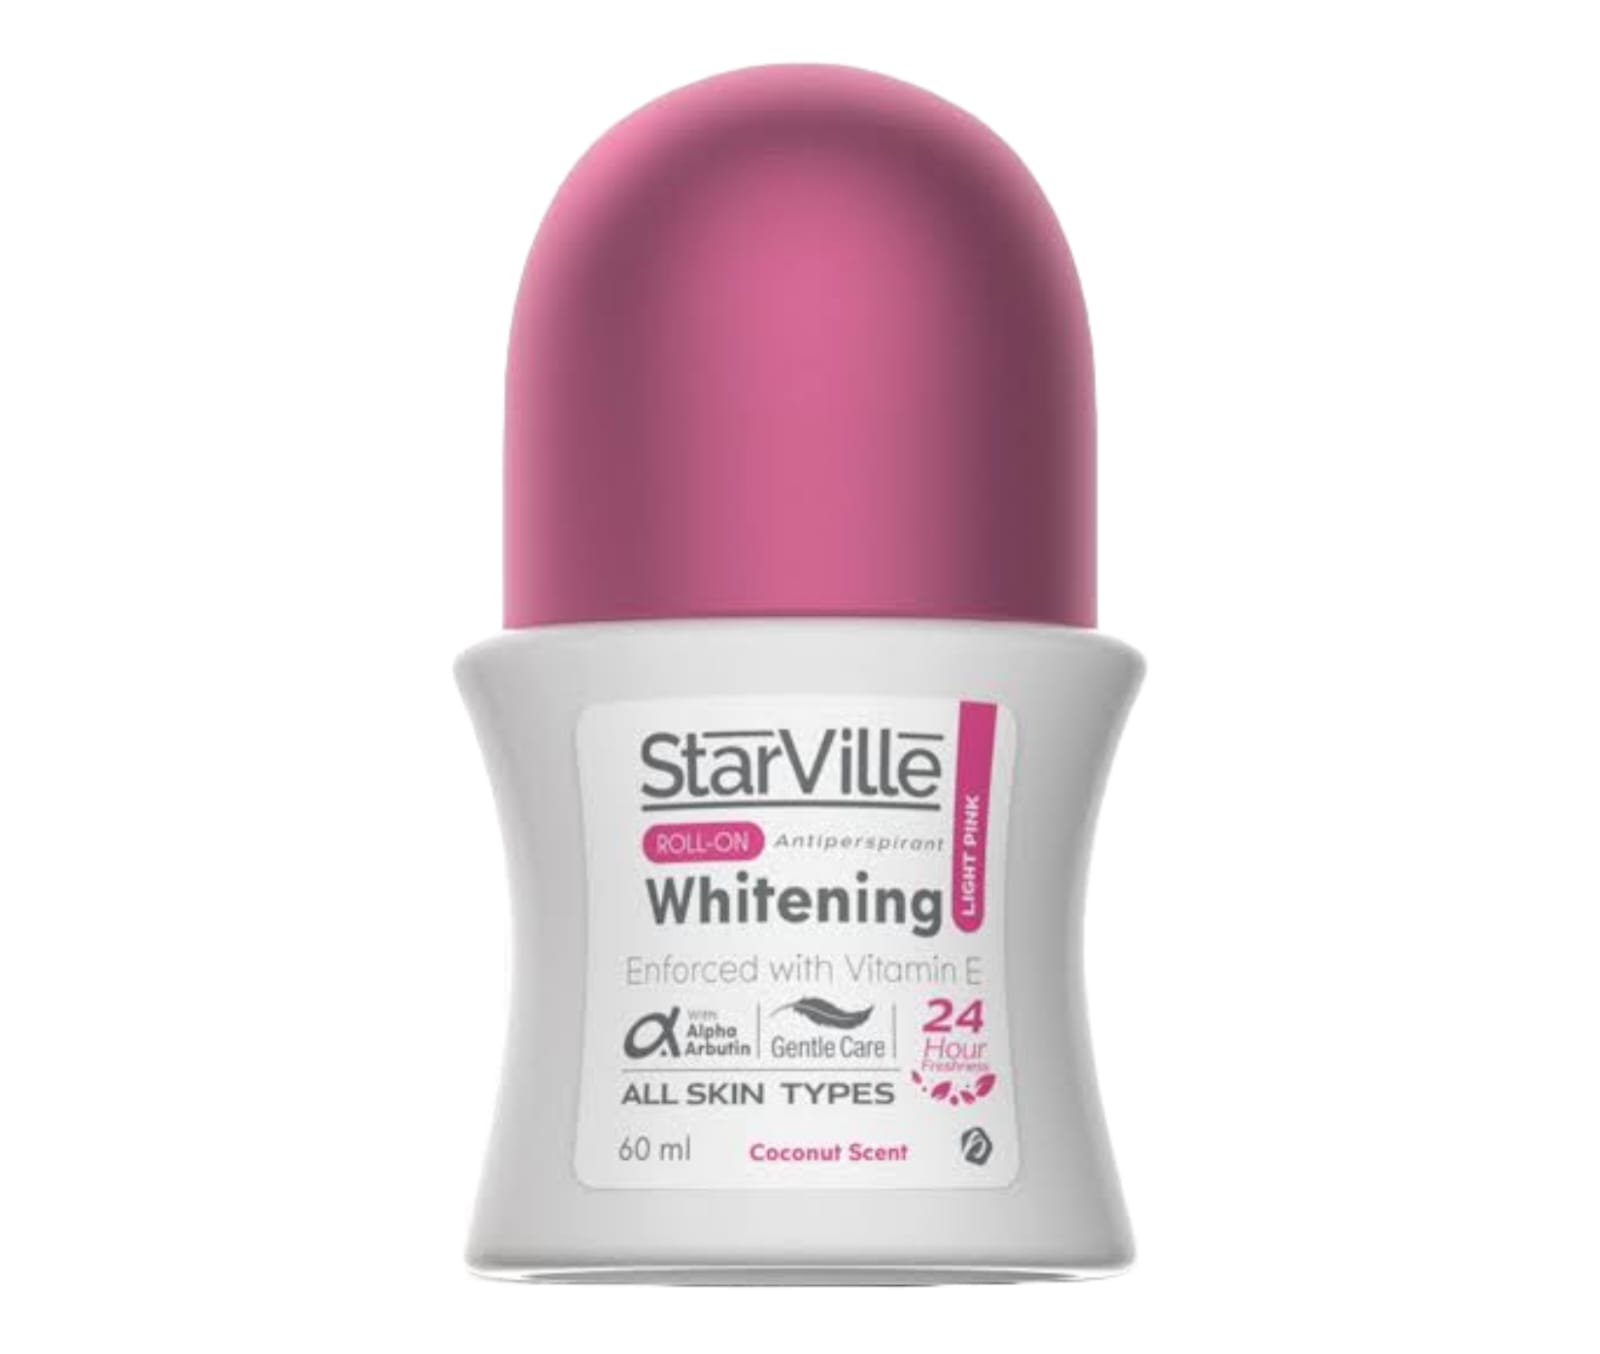 StarVille
ROLL-ON Antiperspirant
Whitening
LIGHT PINK
Enforced with Vitamin E
With
Alpha
Arbutin
Gentle Care
24
Hour
Freshness
ALL SKIN TYPES
60 ml
Coconut Scent